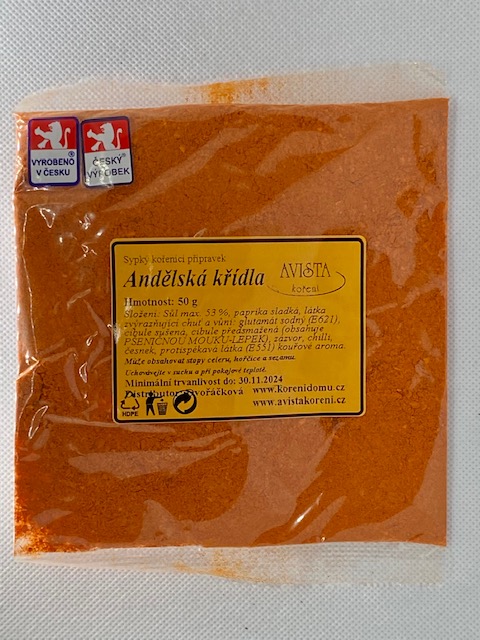 VYROBENO
V ČESKU
ČESKÝ
VÝROBEK
Sypký kořenicí přípravek
Andělská křídla
AVISTA
koření
Hmotnost: 50 g
Složení: Sůl max. 53 %, paprika sladká, látka
zvýrazňující chuť a vůni: glutamát sodný (E621),
cibule sušená, cibule předsmažená (obsahuje
PŠENIČNOU MOUKU-LEPEK), zázvor, chilli,
česnek, protispékavá látka (E551) kouřové aroma.
Může obsahovat stopy celeru, hořčice a sezamu.
Uchovávejte v suchu a při pokojové teplotě.
Minimální trvanlivost do: 30.11.2024
Distributor: Dvořáčková www.korenidomu.cz
www.avistakoreni.cz
HDPE